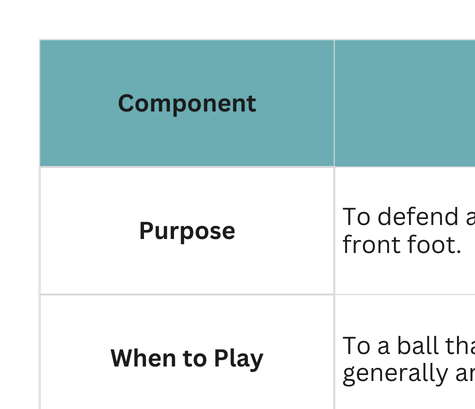 Component
Purpose
To defend a
front foot.
When to Play
To a ball tha
generally ar